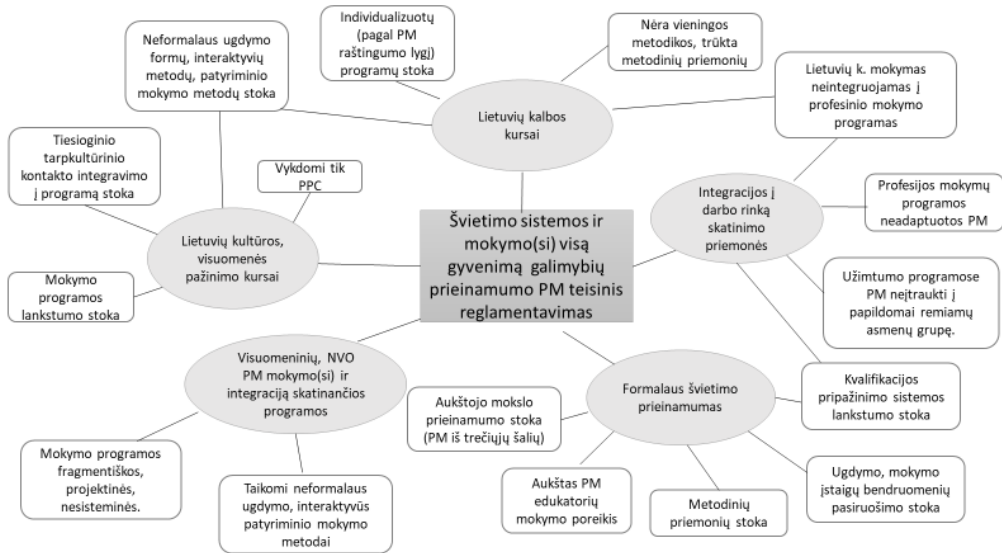 Neformalaus ugdymo
formų, interaktyvių
metodų, patyriminio
mokymo metodų stoka
Individualizuotų
(pagal PM
raštingumo lygį)
programų stoka
Nėra vieningos
metodikos, trūkta
metodinių priemonių
Lietuvių k. mokymas
neintegruojamas į
profesinio mokymo
programas
Lietuvių kalbos
kursai
Tiesioginio
tarpkultūrinio
kontakto integravimo
į programą stoka
Vykdomi tik
PPC
Integracijos į
darbo rinką
skatinimo
priemonės
Profesijos mokymų
programos
neadaptuotos PM
Lietuvių kultūros,
visuomenės
pažinimo kursai
Švietimo sistemos ir
mokymo(si) visą
gyvenimą galimybių
prieinamumo PM teisinis
reglamentavimas
Mokymo
programos
lankstumo stoka
Užimtumo programose
PM neįtraukti į
papildomai remiamų
asmenų grupę.
Visuomeninių, NVO
PM mokymo(si) ir
integraciją skatinančios
programos
Formalaus švietimo
prieinamumas
Kvalifikacijos
pripažinimo sistemos
lankstumo stoka
Aukštojo mokslo
prieinamumo stoka
(PM iš trečiųjų šalių)
Mokymo programos
fragmentiškos,
projektinės,
nesisteminės.
Taikomi neformalaus
ugdymo, interaktyvūs
patyriminio mokymo
metodai
Aukštas PM
edukatorių
mokymo poreikis
Metodinių
priemonių stoka
Ugdymo, mokymo
įstaigų bendruomenių
pasiruošimo stoka